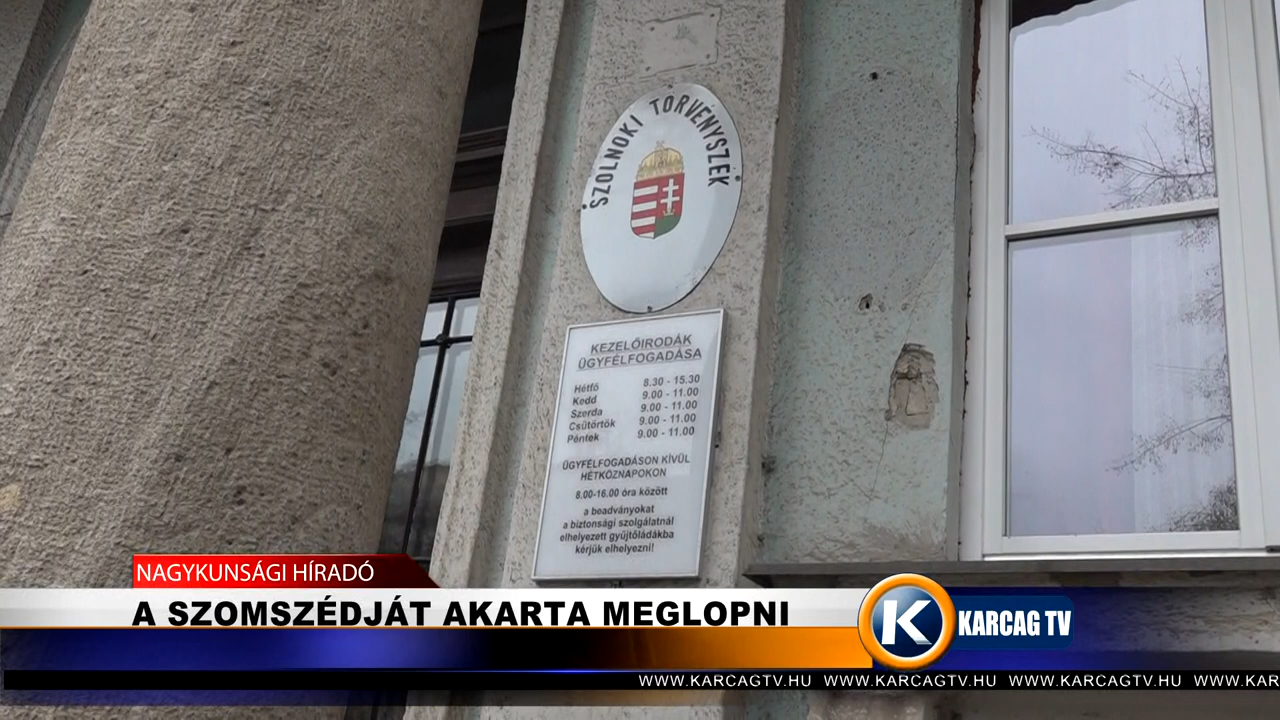 SZOLNOKI TÖRVÉNYSZÉK
KEZELŐIRODÁK
ÜGYFÉLFOGADÁSA
Hétfő 8.30 - 15.30
Kedd 9.00 - 11.00
Szerda 9.00 - 11.00
Csütörtök 9.00 - 11.00
Péntek 9.00 - 11.00
ÜGYFÉLFOGADÁSON KÍVÜL
HÉTKÖZNAPOKON
8.00-16.00 óra között
a beadványokat
a biztonsági szolgálatnál
elhelyezett gyűjtőládákba
kérjük elhelyezni!
NAGYKUNSÁGI HÍRADÓ
A SZOMSZÉDJÁT AKARTA MEGLOPNI
K KARCAG TV
WWW.KARCAGTV.HU WWW.KARCAGTV.HU WWW.KARCAGTV.HU WWW.KAR